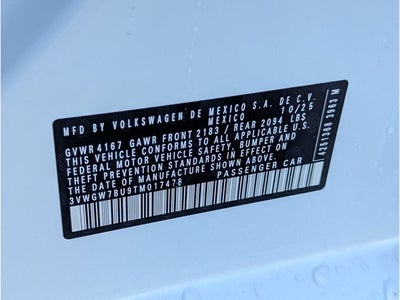 MFD BY VOLKSWAGEN DE MEXICO S.A. DE C.V.
MEXICO 10/25
GVWR 4167 GAWR FRONT 2183 / REAR 2094 LBS
THIS VEHICLE CONFORMS TO ALL APPLICABLE U.S.
FEDERAL MOTOR VEHICLE SAFETY, BUMPER AND
THEFT PREVENTION STANDARDS IN EFFECT ON
THE DATE OF MANUFACTURE SHOWN ABOVE.
3VWGW7BU9TM017478 PASSENGER CAR
4251368 3963 M